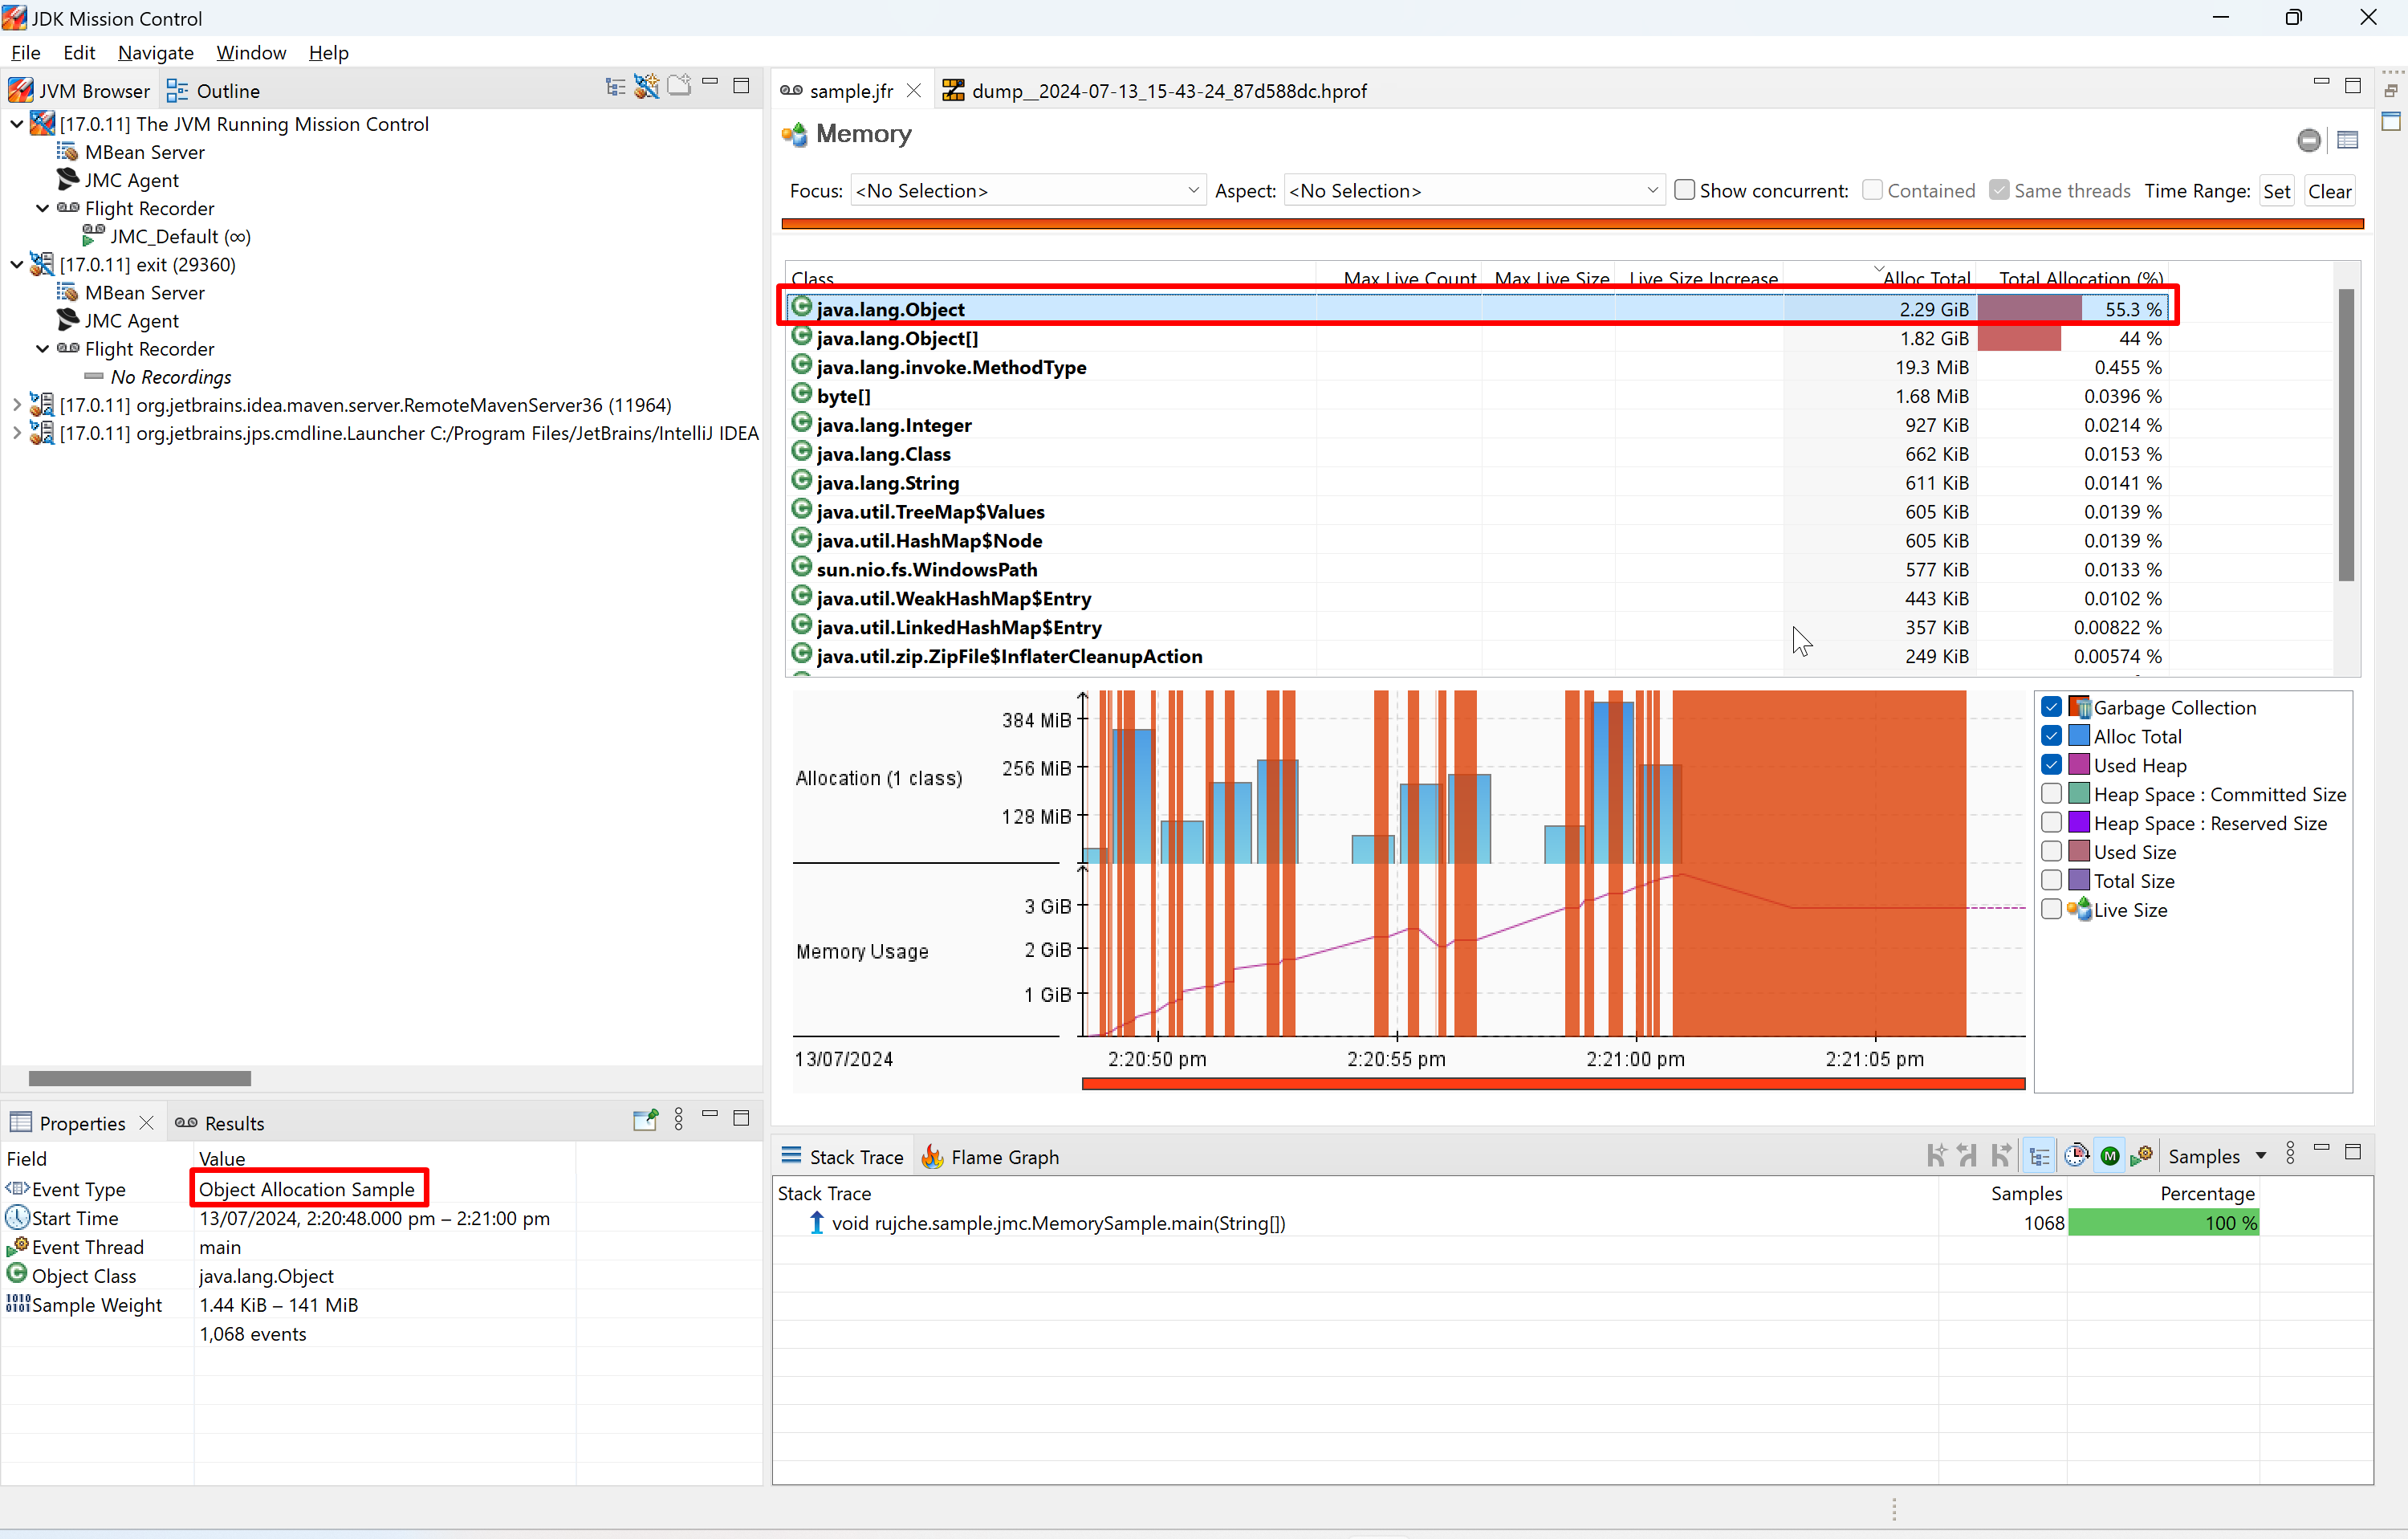 JDK Mission Control
File Edit Navigate Window Help
JVM Browser Outline
[17.0.11] The JVM Running Mission Control
MBean Server
JMC Agent
Flight Recorder
JMC_Default (∞)
[17.0.11] exit (29360)
MBean Server
JMC Agent
Flight Recorder
No Recordings
[17.0.11] org.jetbrains.idea.maven.server.RemoteMavenServer36 (11964)
[17.0.11] org.jetbrains.jps.cmdline.Launcher C:/Program Files/JetBrains/IntelliJ IDEA
Properties Results
Field Value
Event Type Object Allocation Sample
Start Time 13/07/2024, 2:20:48.000 pm – 2:21:00 pm
Event Thread main
Object Class java.lang.Object
Sample Weight 1.44 KiB – 141 MiB
1,068 events
sample.jfr dump__2024-07-13_15-43-24_87d588dc.hprof
Memory
Focus: <No Selection> Aspect: <No Selection> Show concurrent: Contained Same threads Time Range: Set Clear
Class Max Live Count Max Live Size Live Size Increase Alloc Total Total Allocation (%)
java.lang.Object 2.29 GiB 55.3 %
java.lang.Object[] 1.82 GiB 44 %
java.lang.invoke.MethodType 19.3 MiB 0.455 %
byte[] 1.68 MiB 0.0396 %
java.lang.Integer 927 KiB 0.0214 %
java.lang.Class 662 KiB 0.0153 %
java.lang.String 611 KiB 0.0141 %
java.util.TreeMap$Values 605 KiB 0.0139 %
java.util.HashMap$Node 605 KiB 0.0139 %
sun.nio.fs.WindowsPath 577 KiB 0.0133 %
java.util.WeakHashMap$Entry 443 KiB 0.0102 %
java.util.LinkedHashMap$Entry 357 KiB 0.00822 %
java.util.zip.ZipFile$InflaterCleanupAction 249 KiB 0.00574 %
384 MiB
Allocation (1 class) 256 MiB
128 MiB
3 GiB
Memory Usage 2 GiB
1 GiB
13/07/2024 2:20:50 pm 2:20:55 pm 2:21:00 pm 2:21:05 pm
Garbage Collection
Alloc Total
Used Heap
Heap Space : Committed Size
Heap Space : Reserved Size
Used Size
Total Size
Live Size
Stack Trace Flame Graph Samples
Stack Trace Samples Percentage
void rujche.sample.jmc.MemorySample.main(String[]) 1068 100 %